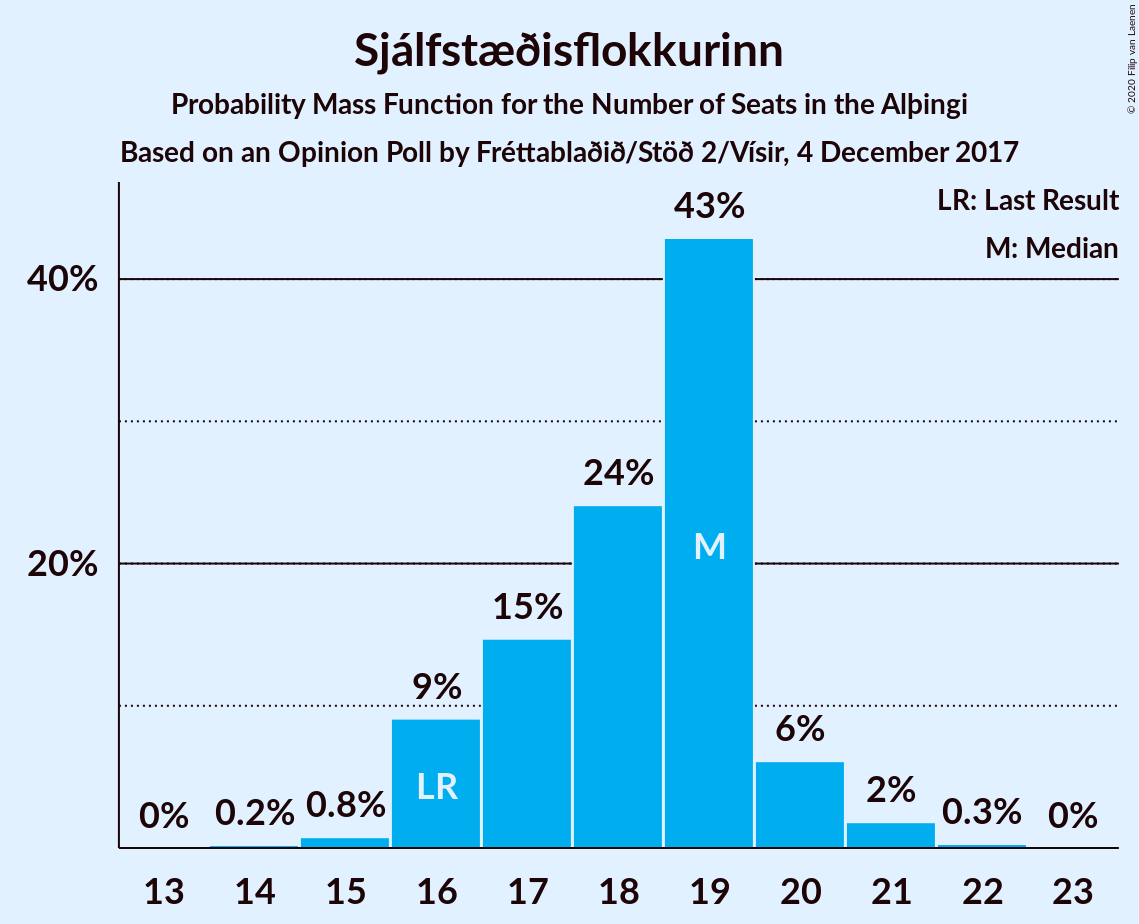 Sjálfstæðisflokkurinn
Probability Mass Function for the Number of Seats in the Alþingi
Based on an Opinion Poll by Fréttablaðið/Stöð 2/Vísir, 4 December 2017
© 2020 Filip van Laenen
LR: Last Result
M: Median
43%
40%
24%
M
20%
15%
9%
6%
LR
2%
0%
0.2%
0.8%
0.3%
0%
13 14 15 16 17 18 19 20 21 22 23